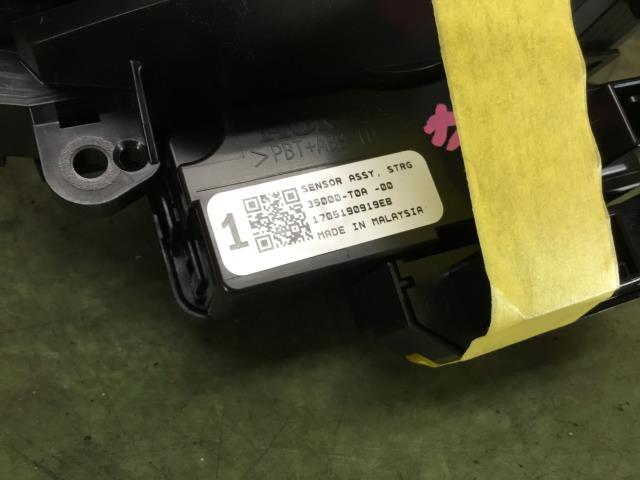 >PBT+ABS
1
SENSOR ASSY, STRG
35000-T0A -00
1705190919EB
MADE IN MALAYSIA